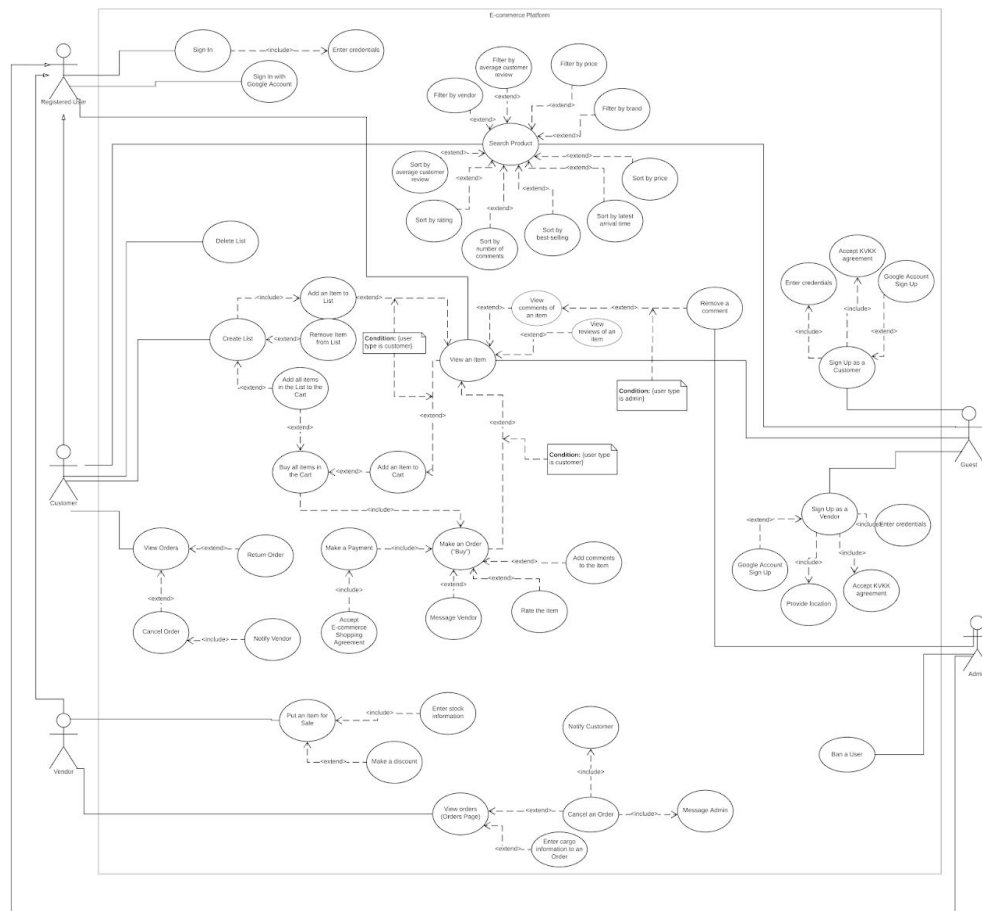 E-commerce Platform
Sign In
<include>
Enter credentials
Sign In with
Google Account
Registered User
Filter by
average customer
review
Filter by price
Filter by vendor
Filter by brand
<extend>
<extend>
<extend>
<extend>
Search Product
<extend>
<extend>
<extend>
<extend>
<extend>
<extend>
Sort by
average customer
review
Sort by price
Sort by rating
Sort by
number of
comments
Sort by
best-selling
Sort by latest
arrival time
Delete List
Accept KVKK
agreement
Enter credentials
Google Account
Sign Up
<include>
<include>
<extend>
Sign Up as a
Customer
Add an Item to
List
<include>
<extend>
Create List
<extend>
Remove Item
from List
Condition: {user
type is customer}
View an Item
<extend>
View
comments of
an item
<extend>
View
reviews of an
item
<extend>
Remove a
comment
Condition: {user type
is admin}
<extend>
Add all items
in the List to the
Cart
<extend>
<extend>
<extend>
Condition: {user
type is customer}
Buy all items in
the Cart
<extend>
Add an Item to
Cart
Customer
Guest
<include>
Sign Up as a
Vendor
<extend>
<include>
Enter credentials
<include>
<include>
Google Account
Sign Up
Provide location
Accept KVKK
agreement
View Orders
<extend>
Return Order
Make a Payment
<include>
Make an Order
("Buy")
<extend>
Add comments
to the item
<extend>
<extend>
Rate the item
Message Vendor
<extend>
<include>
Cancel Order
<include>
Notify Vendor
Accept
E-commerce
Shopping
Agreement
Put an Item for
Sale
<include>
Enter stock
information
<extend>
Make a discount
Vendor
Notify Customer
<include>
View orders
(Orders Page)
<extend>
Cancel an Order
<include>
Message Admin
<extend>
Enter cargo
information to an
Order
Ban a User